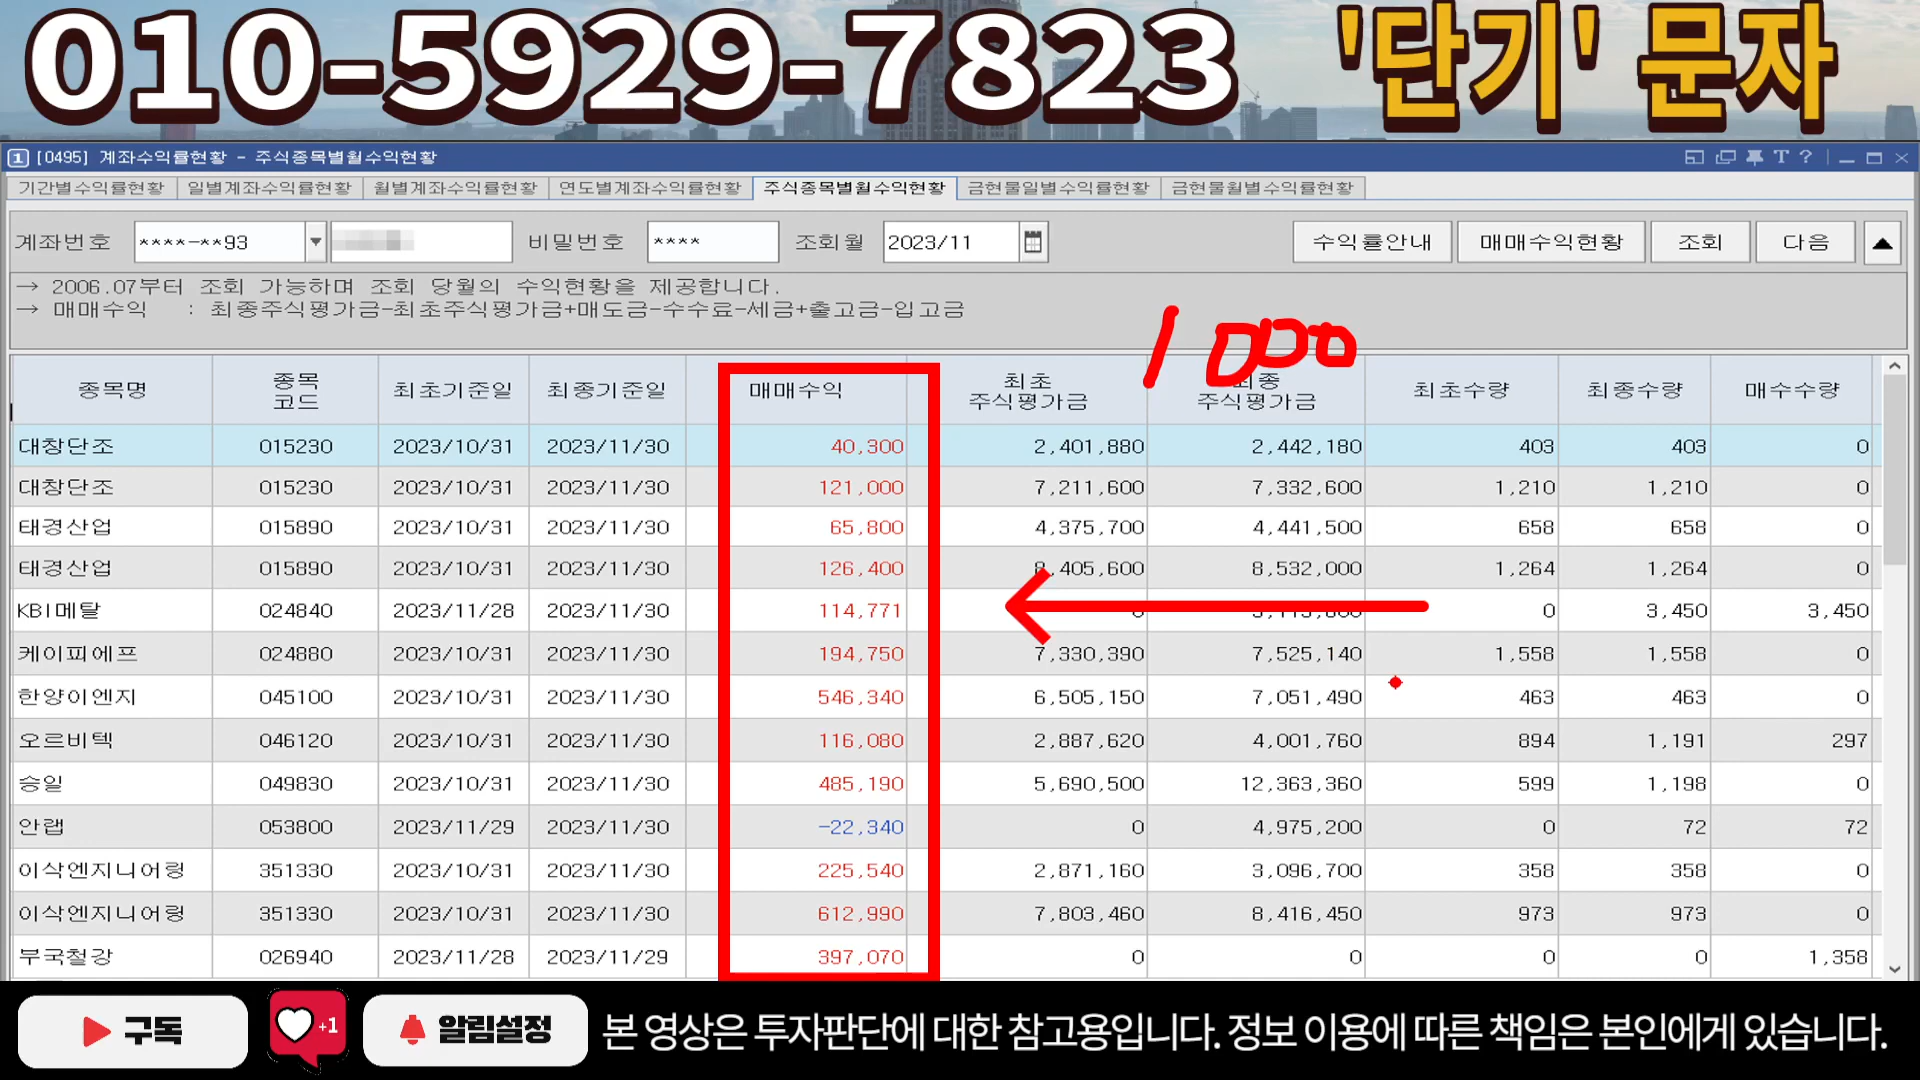 010-5929-7823 '단기' 문자
1 [0495] 계좌수익률현황 - 주식종목별월수익현황 T ?
기간별수익률현황 일별계좌수익률현황 월별계좌수익률현황 연도별계좌수익률현황 주식종목별월수익현황 금현물일별수익률현황 금현물월별수익률현황
계좌번호 ****-**93 비밀번호 **** 조회월 2023/11 수익률안내 매매수익현황 조회 다음
→ 2006.07부터 조회 가능하며 조회 당월의 수익현황을 제공합니다.
→ 매매수익 : 최종주식평가금-최초주식평가금+매도금-수수료-세금+출고금-입고금
1000
종목명 종목코드 최초기준일 최종기준일 매매수익 최초주식평가금 최종주식평가금 최초수량 최종수량 매수수량
대창단조 015230 2023/10/31 2023/11/30 40,300 2,401,880 2,442,180 403 403 0
대창단조 015230 2023/10/31 2023/11/30 121,000 7,211,600 7,332,600 1,210 1,210 0
태경산업 015890 2023/10/31 2023/11/30 65,800 4,375,700 4,441,500 658 658 0
태경산업 015890 2023/10/31 2023/11/30 126,400 8,405,600 8,532,000 1,264 1,264 0
KBI메탈 024840 2023/11/28 2023/11/30 114,771 0 0 3,450 3,450
케이피에프 024880 2023/10/31 2023/11/30 194,750 7,330,390 7,525,140 1,558 1,558 0
한양이엔지 045100 2023/10/31 2023/11/30 546,340 6,505,150 7,051,490 463 463 0
오르비텍 046120 2023/10/31 2023/11/30 116,080 2,887,620 4,001,760 894 1,191 297
승일 049830 2023/10/31 2023/11/30 485,190 5,690,500 12,363,360 599 1,198 0
안랩 053800 2023/11/29 2023/11/30 -22,340 0 4,975,200 0 72 72
이삭엔지니어링 351330 2023/10/31 2023/11/30 225,540 2,871,160 3,096,700 358 358 0
이삭엔지니어링 351330 2023/10/31 2023/11/30 612,990 7,803,460 8,416,450 973 973 0
부국철강 026940 2023/11/28 2023/11/29 397,070 0 0 0 0 1,358
구독 +1 알림설정 본 영상은 투자판단에 대한 참고용입니다. 정보 이용에 따른 책임은 본인에게 있습니다.